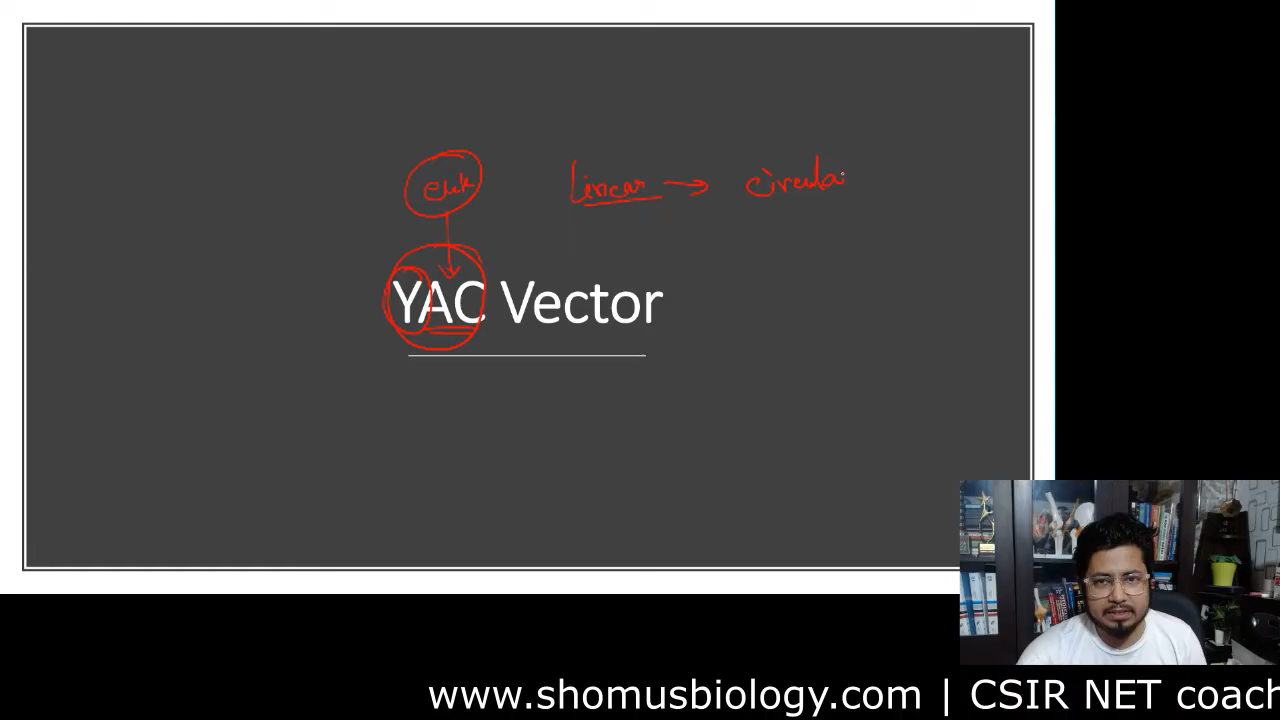 Euk Linear → circular
YAC Vector
www.shomusbiology.com | CSIR NET coach